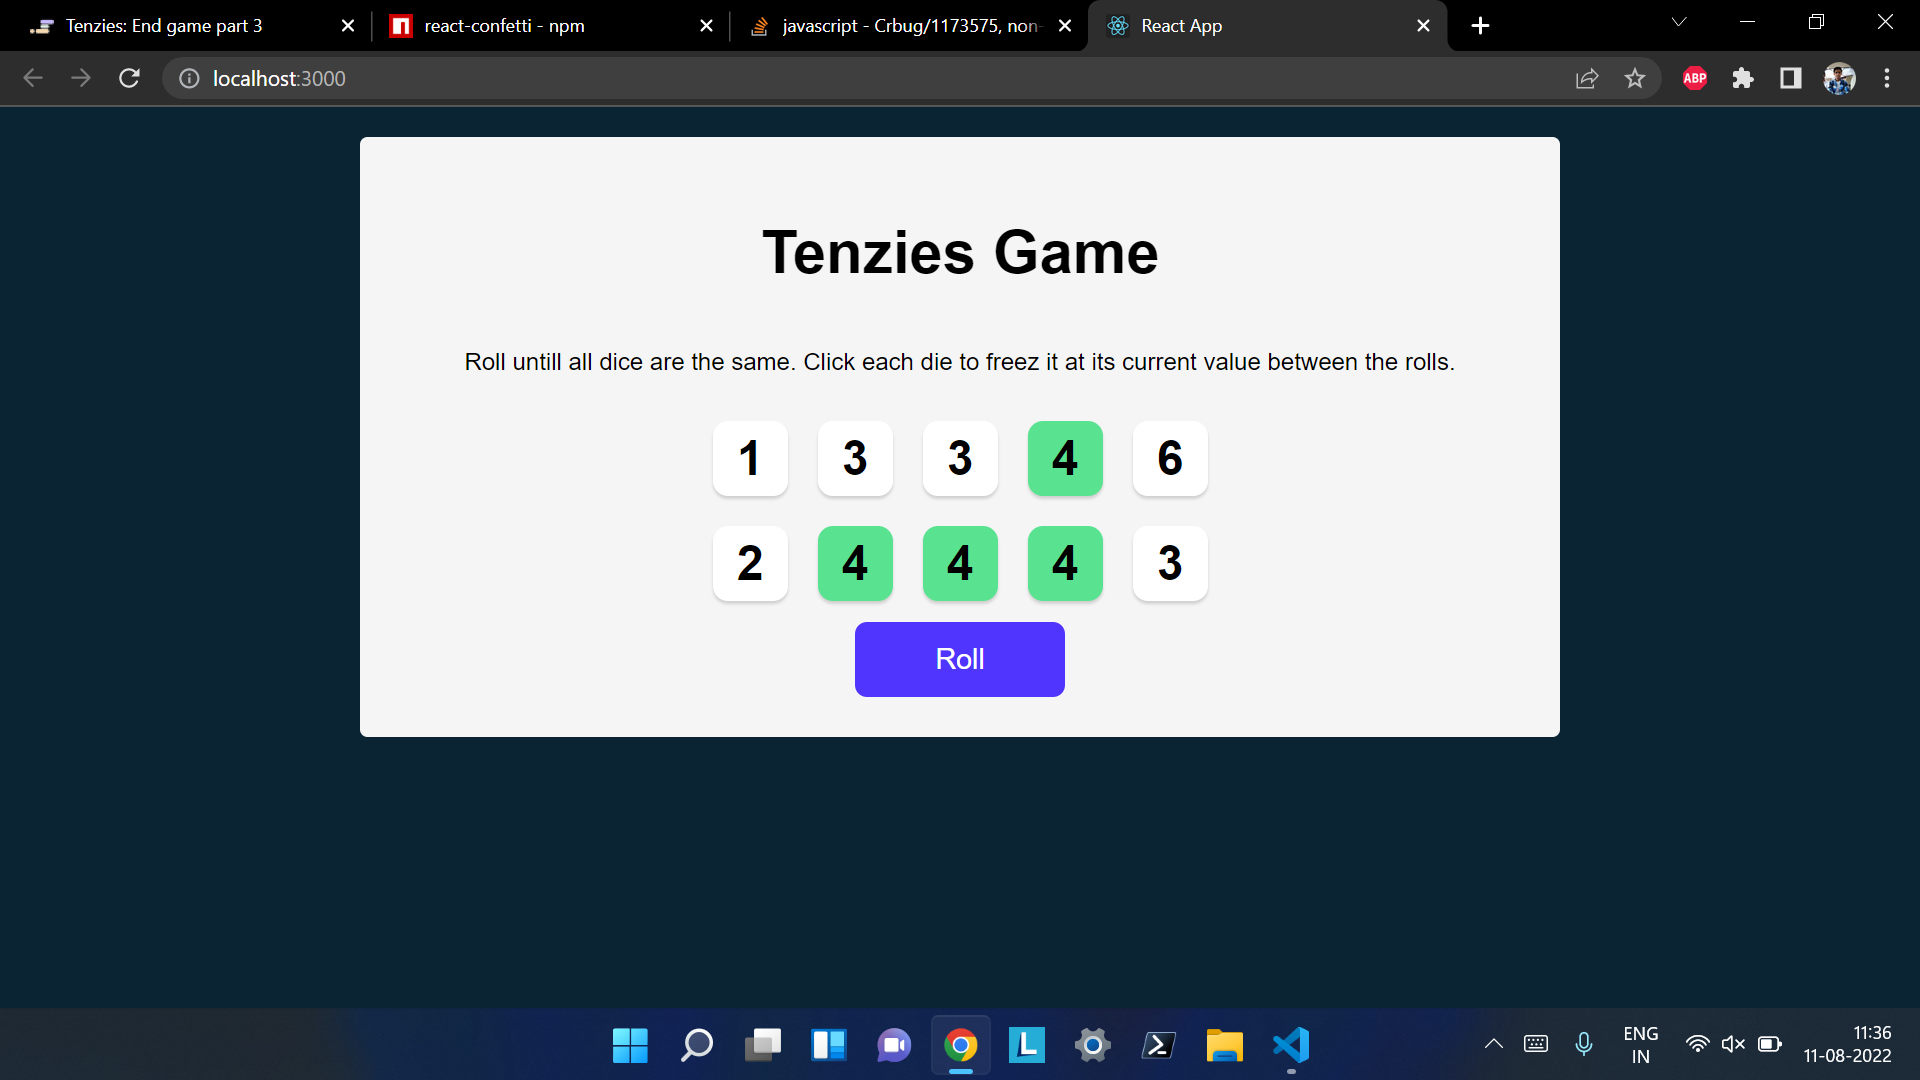 Tenzies: End game part 3
react-confetti - npm
javascript - Crbug/1173575, non-
React App
localhost:3000
ABP
Tenzies Game
Roll untill all dice are the same. Click each die to freez it at its current value between the rolls.
1 3 3 4 6
2 4 4 4 3
Roll
L
ENG
IN
11:36
11-08-2022